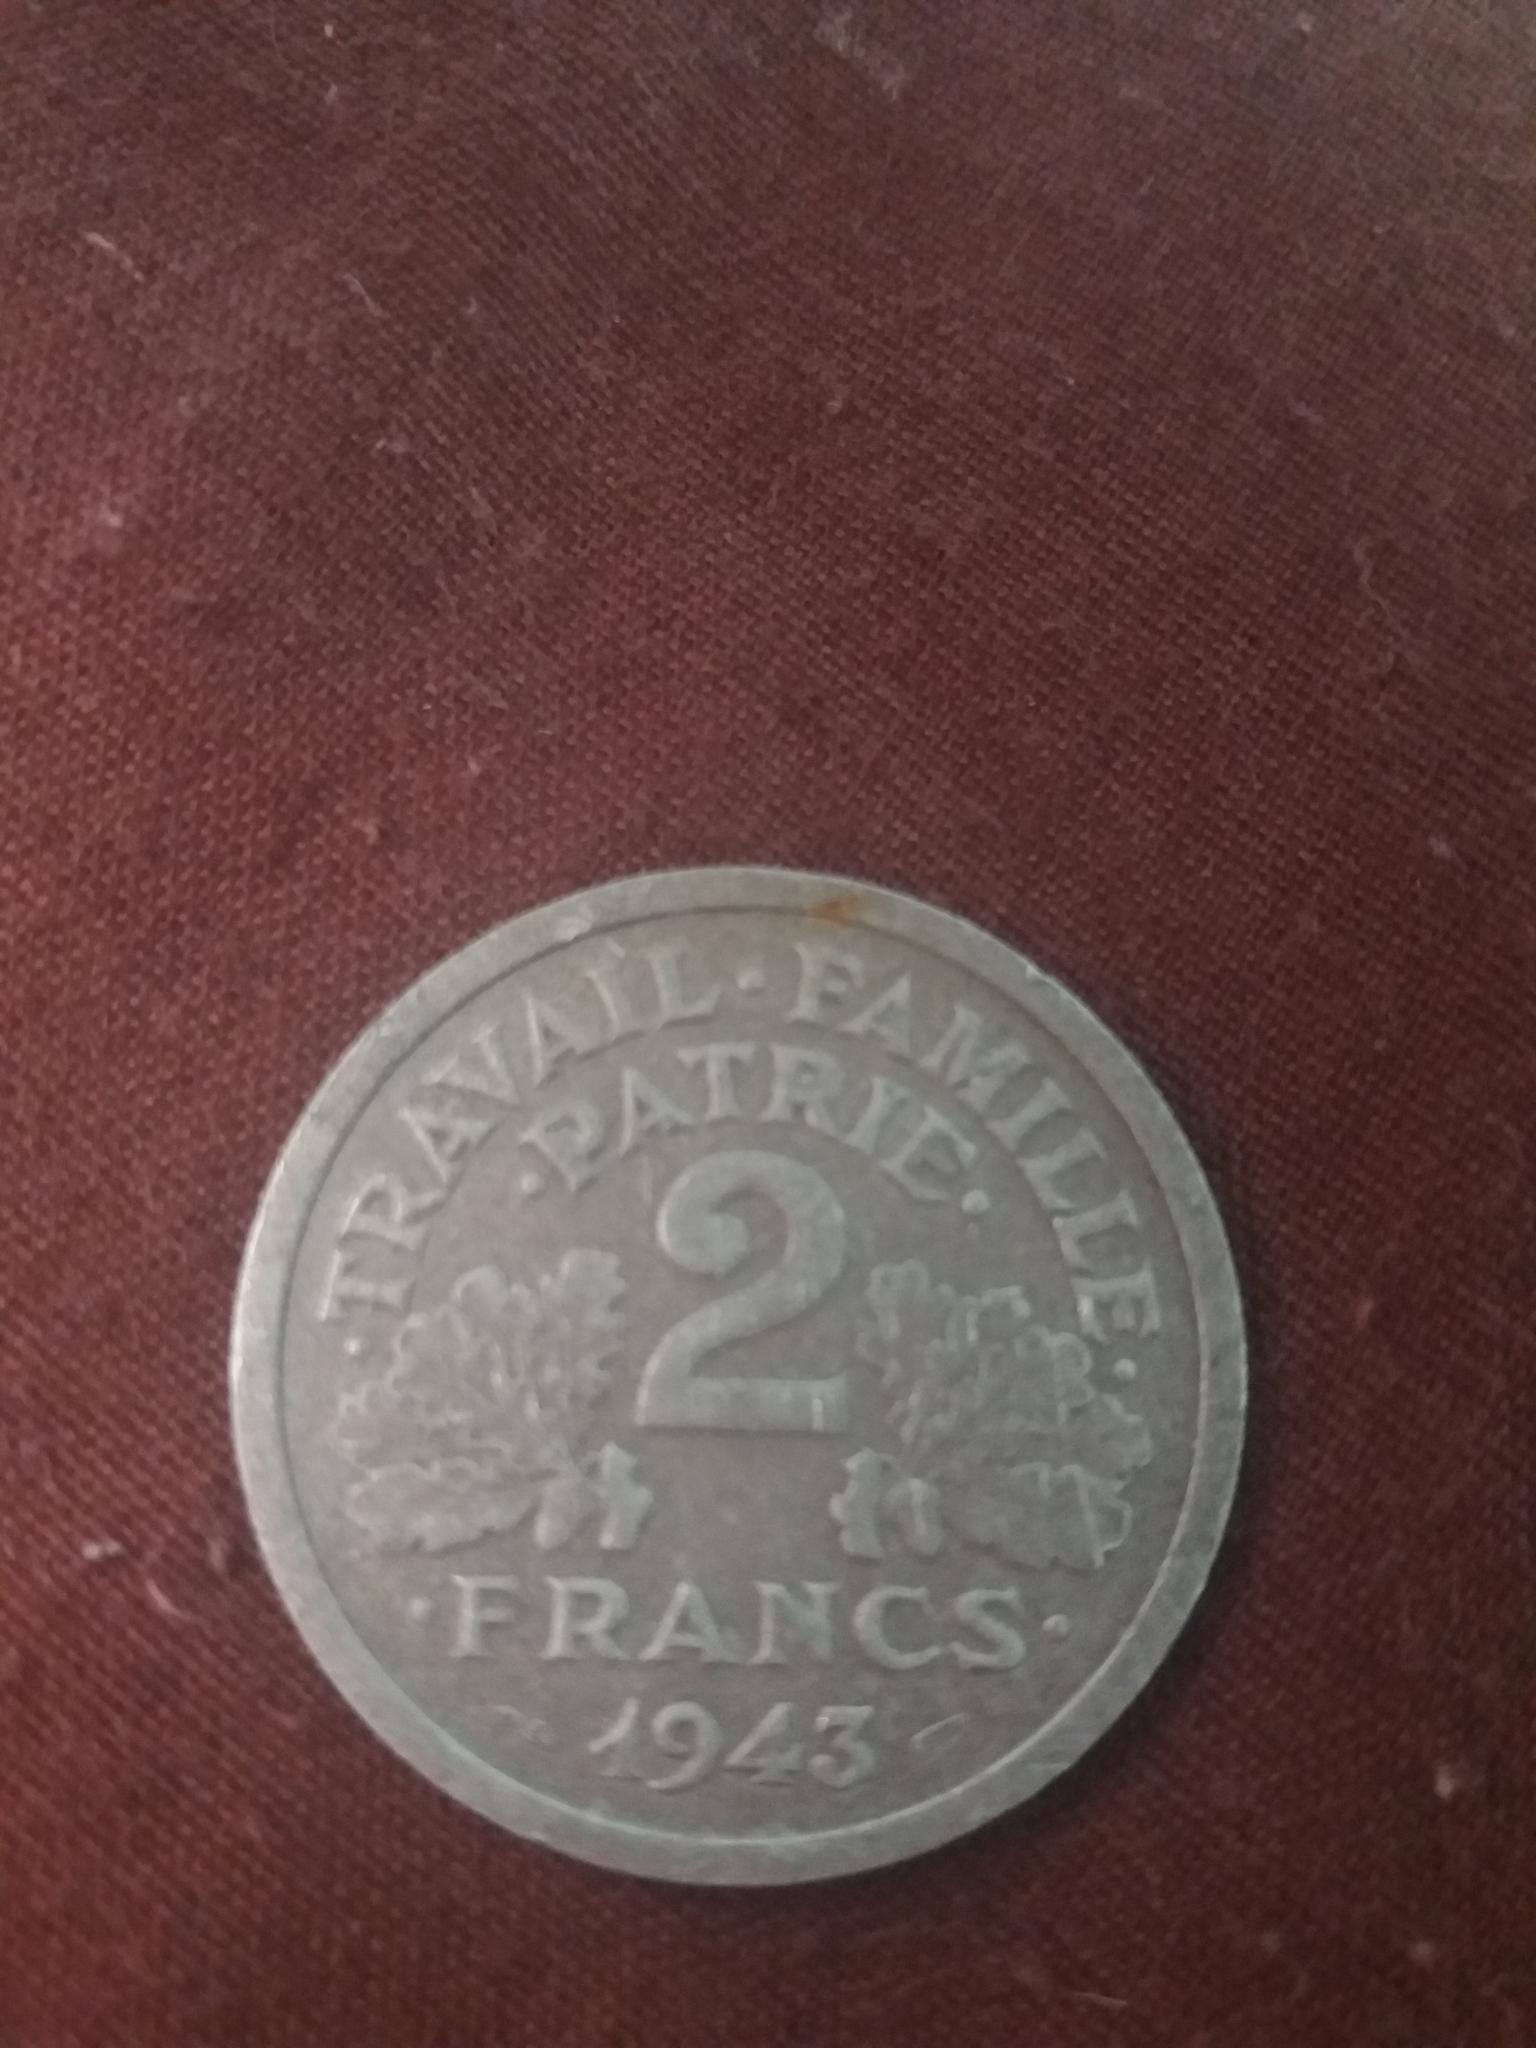 ·TRAVAIL·FAMILLE·
·PATRIE·
2
·FRANCS·
1943